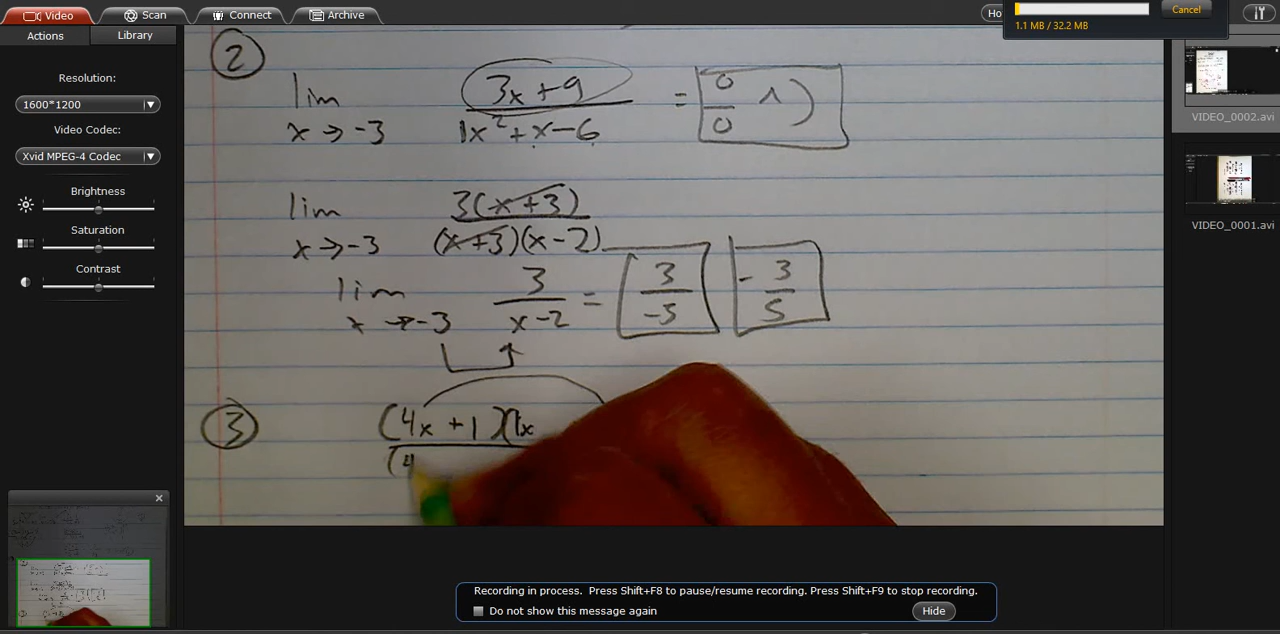 Video
Scan
Connect
Archive
Ho
1.1 MB / 32.2 MB
Cancel
Actions
Library
Resolution:
1600*1200
Video Codec:
Xvid MPEG-4 Codec
Brightness
Saturation
Contrast
VIDEO_0002.avi
VIDEO_0001.avi
2
lim x→-3 (3x+9)/(1x²+x-6) = 0/0
lim x→-3 3(x+3)/((x+3)(x-2))
lim x→-3 3/(x-2) = 3/-5 -3/5
3
(4x+1)(1x
(4
Recording in process. Press Shift+F8 to pause/resume recording. Press Shift+F9 to stop recording.
Do not show this message again
Hide